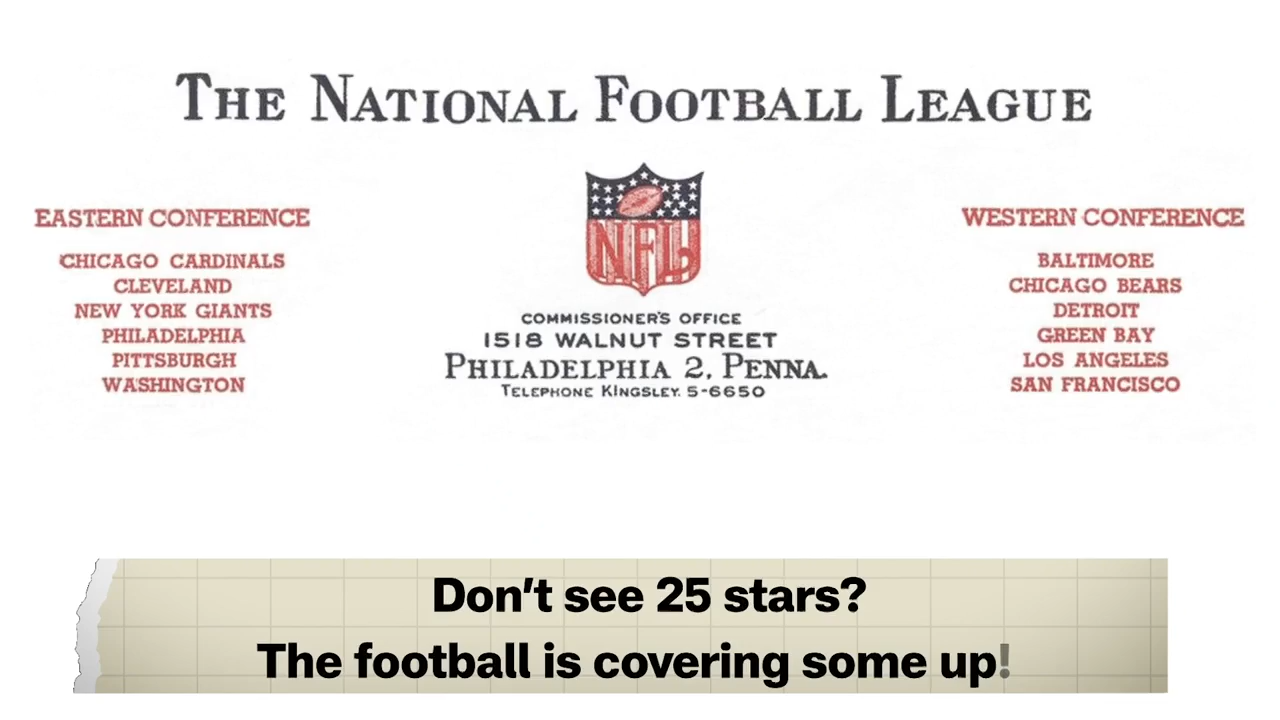 THE NATIONAL FOOTBALL LEAGUE
EASTERN CONFERENCE
CHICAGO CARDINALS
CLEVELAND
NEW YORK GIANTS
PHILADELPHIA
PITTSBURGH
WASHINGTON
NFL
COMMISSIONER'S OFFICE
1518 WALNUT STREET
PHILADELPHIA 2, PENNA.
TELEPHONE KINGSLEY. 5-6650
WESTERN CONFERENCE
BALTIMORE
CHICAGO BEARS
DETROIT
GREEN BAY
LOS ANGELES
SAN FRANCISCO
Don't see 25 stars?
The football is covering some up!